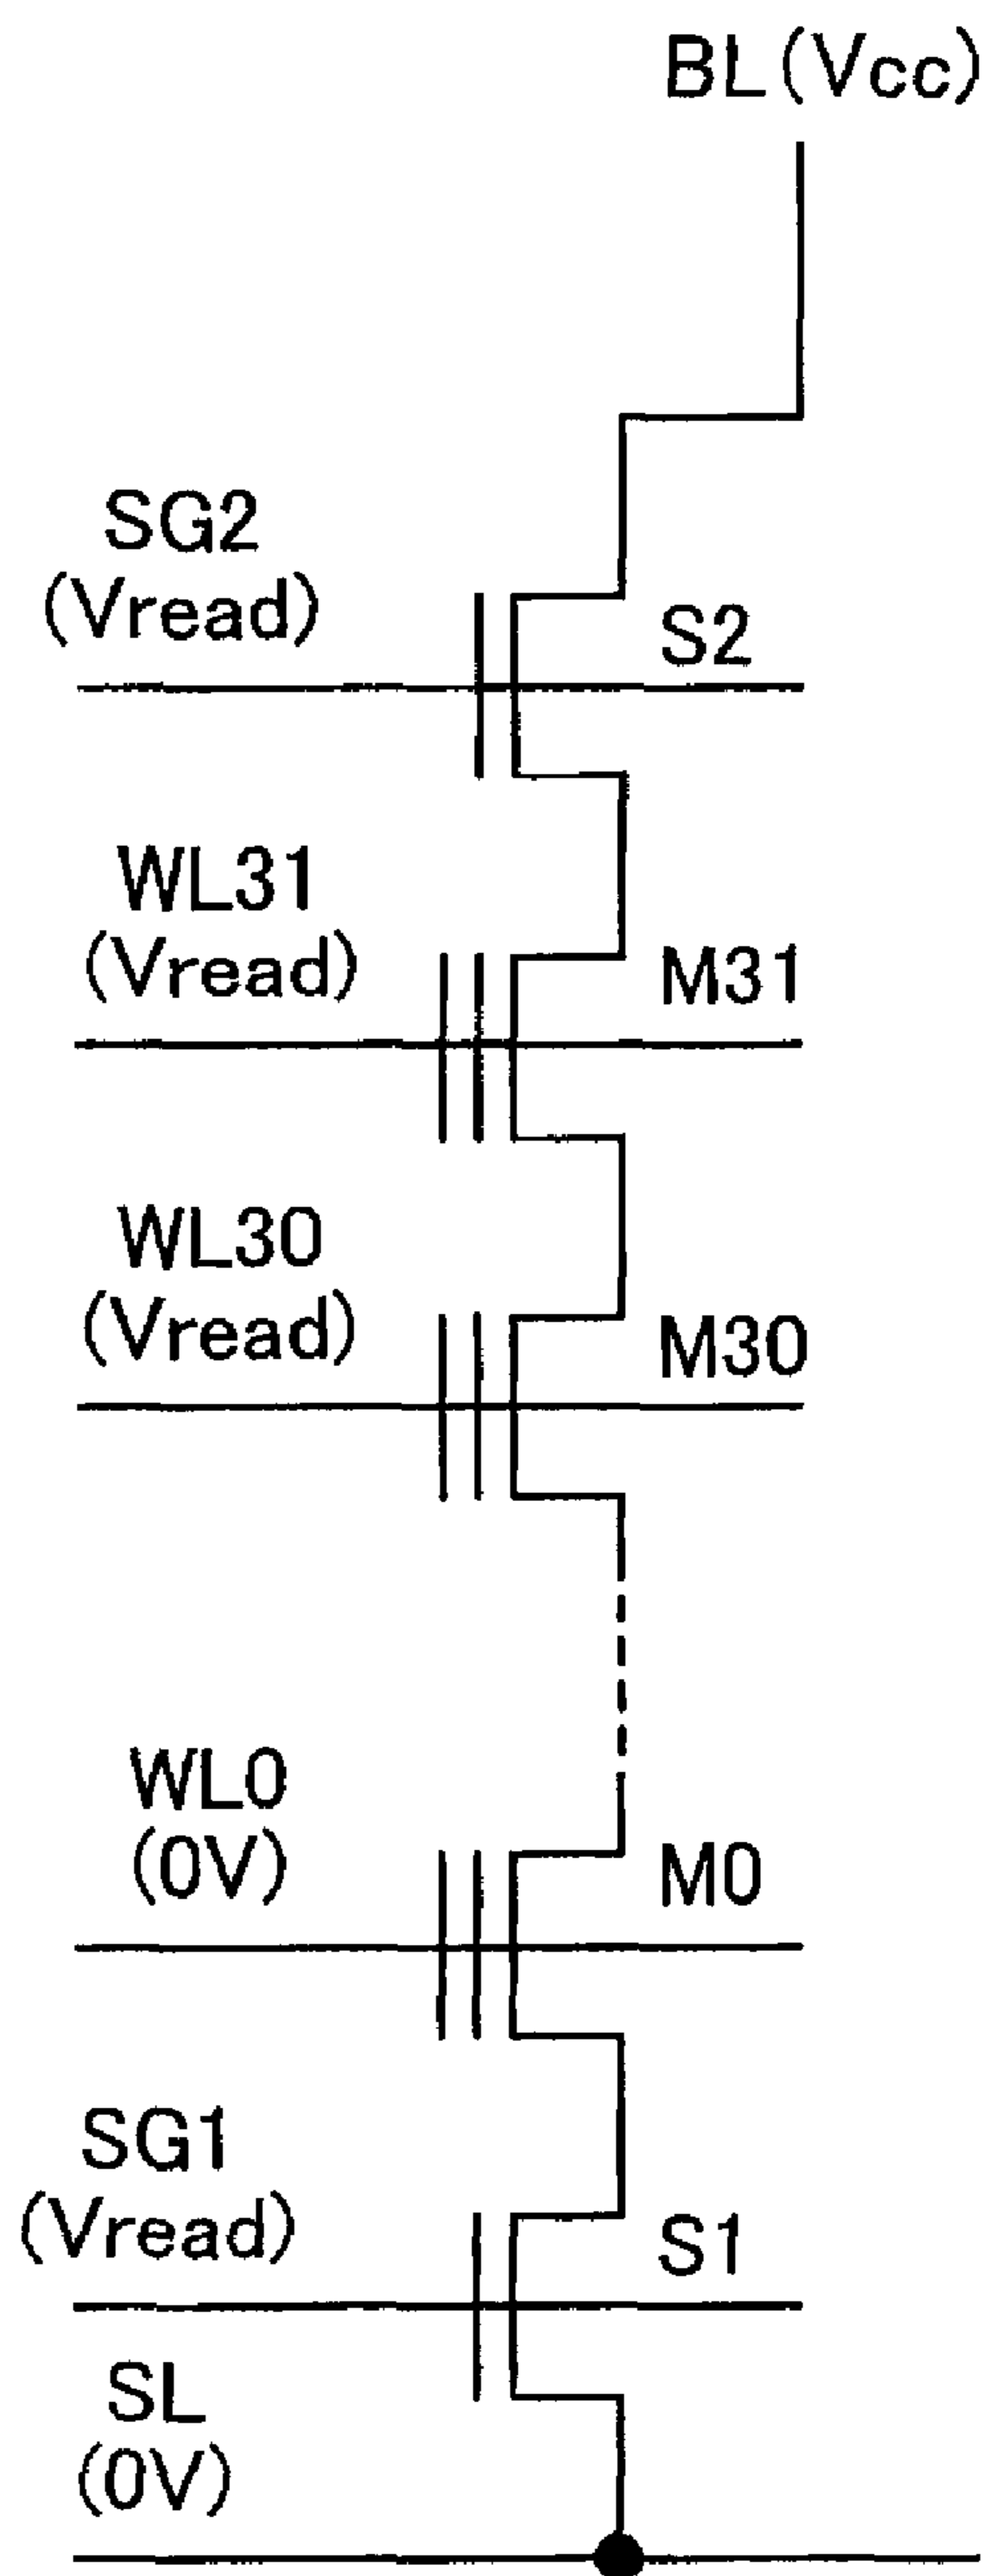 BL(Vcc)
SG2
(Vread)
S2
WL31
(Vread)
M31
WL30
(Vread)
M30
WL0
(0V)
M0
SG1
(Vread)
S1
SL
(0V)